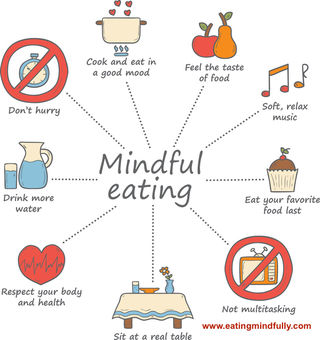 Cook and eat in
a good mood
Feel the taste
of food
Don't hurry
Soft, relax
music
Mindful
eating
Drink more
water
Eat your favorite
food last
Respect your body
and health
Not multitasking
Sit at a real table
www.eatingmindfully.com